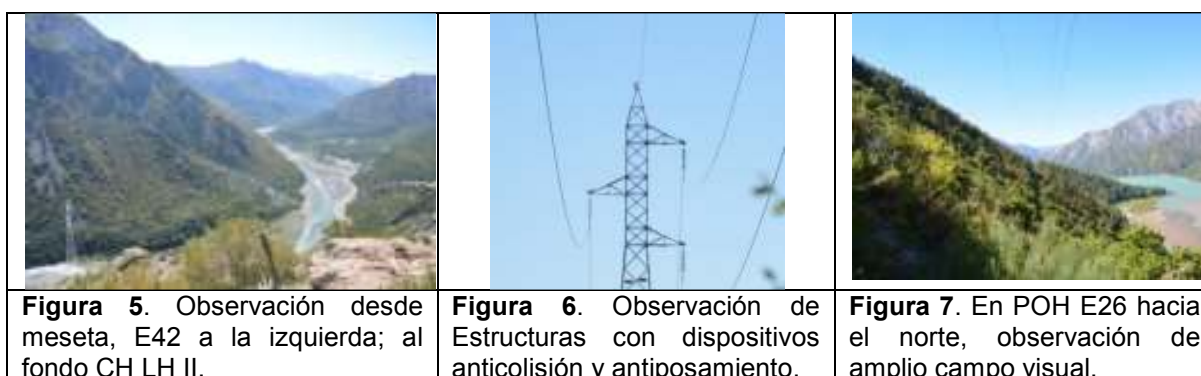 Figura 5. Observación desde
meseta, E42 a la izquierda; al
fondo CH LH II.
Figura 6. Observación de
Estructuras con dispositivos
anticolisión y antiposamiento.
Figura 7. En POH E26 hacia
el norte, observación de
amplio campo visual.